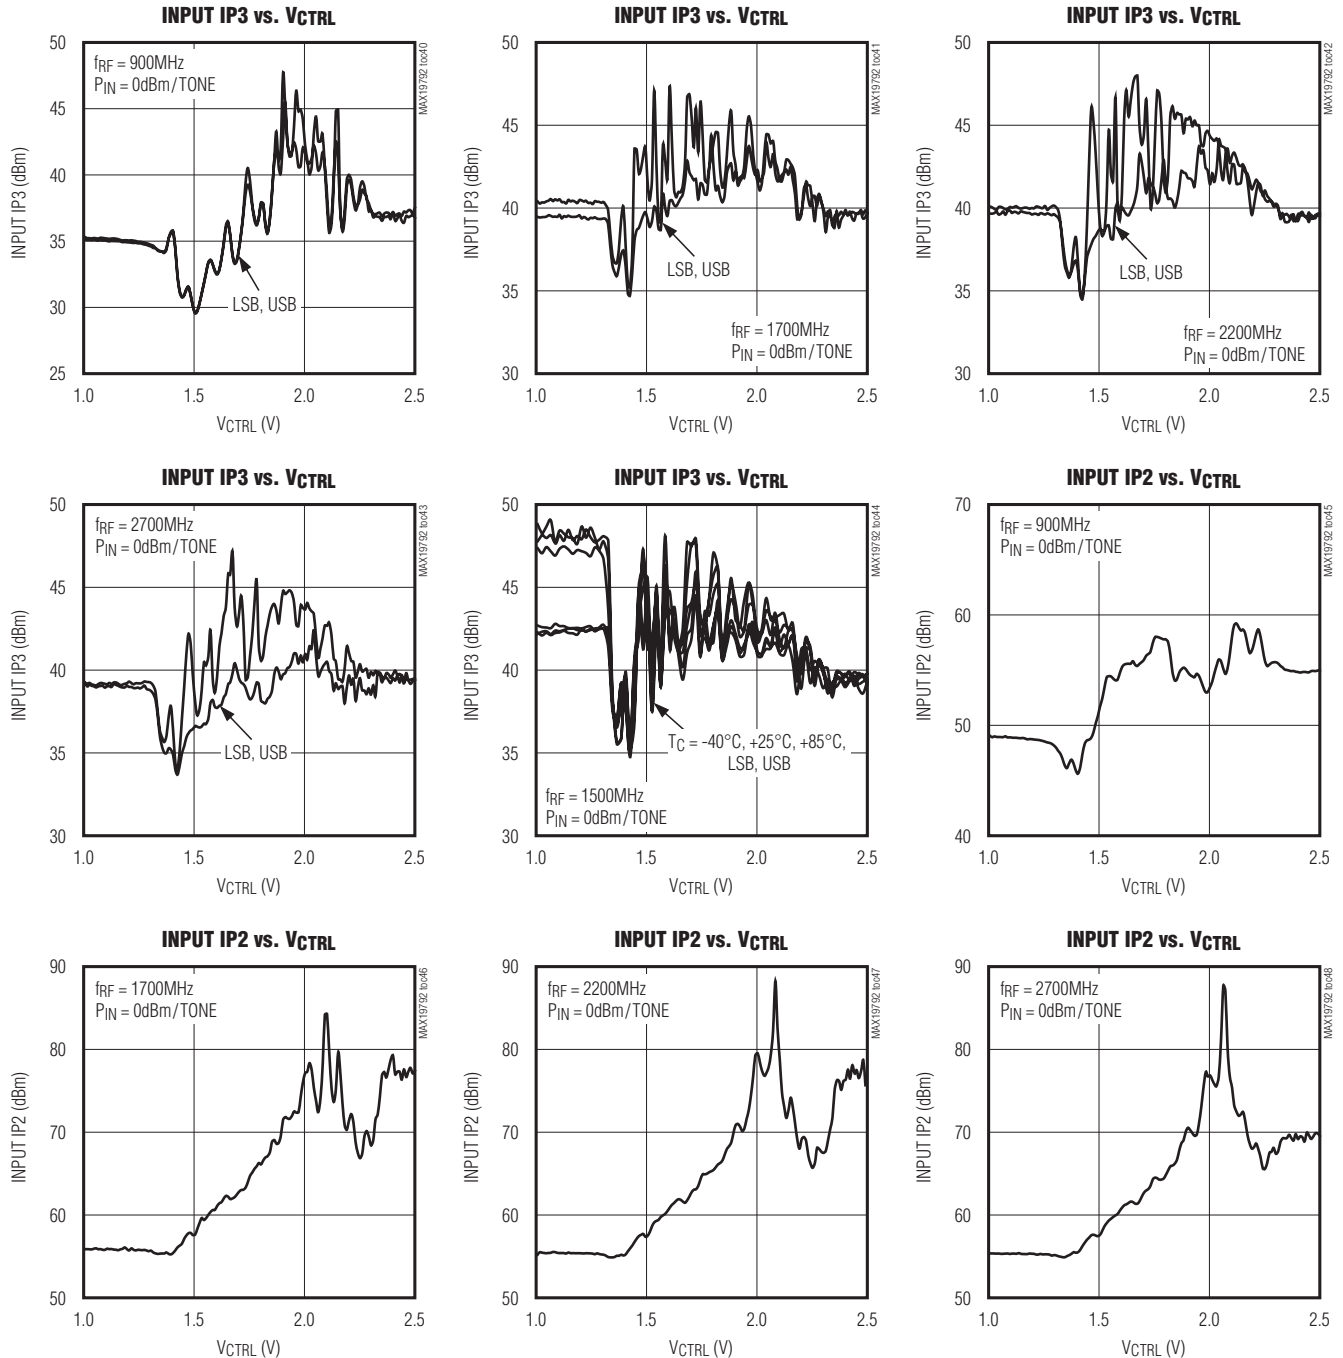 INPUT IP3 vs. VCTRL
fRF = 900MHz
PIN = 0dBm/TONE
LSB, USB
50
45
40
35
30
25
1.0 1.5 2.0 2.5
INPUT IP3 (dBm)
VCTRL (V)
MAX19792 toc40
INPUT IP3 vs. VCTRL
LSB, USB
fRF = 1700MHz
PIN = 0dBm/TONE
50
45
40
35
30
1.0 1.5 2.0 2.5
INPUT IP3 (dBm)
VCTRL (V)
MAX19792 toc41
INPUT IP3 vs. VCTRL
LSB, USB
fRF = 2200MHz
PIN = 0dBm/TONE
50
45
40
35
30
1.0 1.5 2.0 2.5
INPUT IP3 (dBm)
VCTRL (V)
MAX19792 toc42
INPUT IP3 vs. VCTRL
fRF = 2700MHz
PIN = 0dBm/TONE
LSB, USB
50
45
40
35
30
1.0 1.5 2.0 2.5
INPUT IP3 (dBm)
VCTRL (V)
MAX19792 toc43
INPUT IP3 vs. VCTRL
TC = -40°C, +25°C, +85°C,
LSB, USB
fRF = 1500MHz
PIN = 0dBm/TONE
50
45
40
35
30
1.0 1.5 2.0 2.5
INPUT IP3 (dBm)
VCTRL (V)
MAX19792 toc44
INPUT IP2 vs. VCTRL
fRF = 900MHz
PIN = 0dBm/TONE
70
60
50
40
1.0 1.5 2.0 2.5
INPUT IP2 (dBm)
VCTRL (V)
MAX19792 toc45
INPUT IP2 vs. VCTRL
fRF = 1700MHz
PIN = 0dBm/TONE
90
80
70
60
50
1.0 1.5 2.0 2.5
INPUT IP2 (dBm)
VCTRL (V)
MAX19792 toc46
INPUT IP2 vs. VCTRL
fRF = 2200MHz
PIN = 0dBm/TONE
90
80
70
60
50
1.0 1.5 2.0 2.5
INPUT IP2 (dBm)
VCTRL (V)
MAX19792 toc47
INPUT IP2 vs. VCTRL
fRF = 2700MHz
PIN = 0dBm/TONE
90
80
70
60
50
1.0 1.5 2.0 2.5
INPUT IP2 (dBm)
VCTRL (V)
MAX19792 toc48